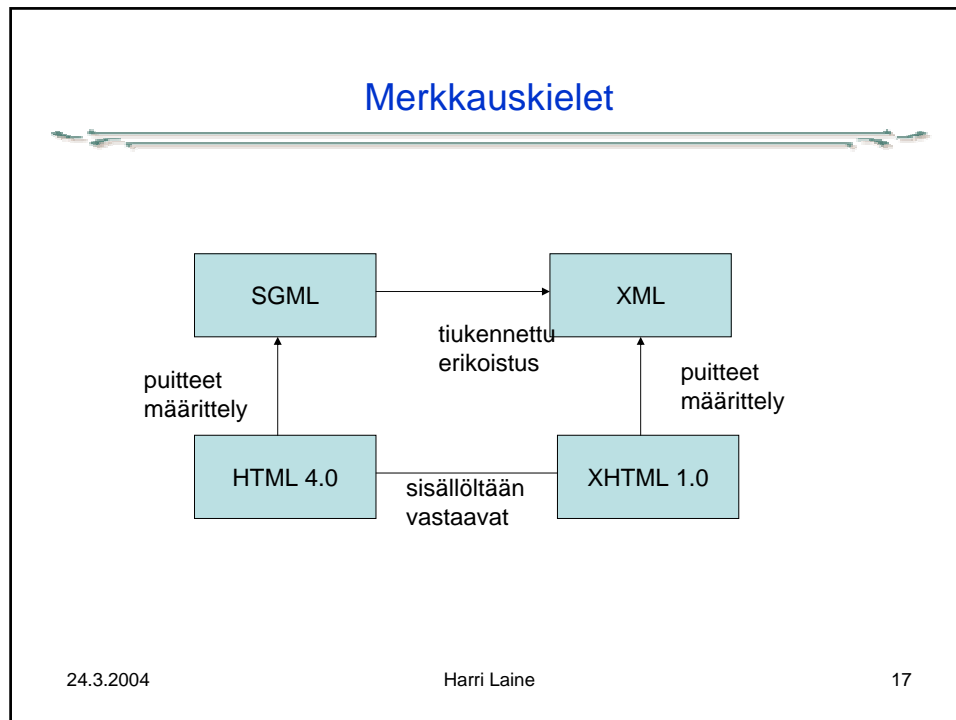 Merkkauskielet
SGML
XML
tiukennettu
erikoistus
puitteet
määrittely
puitteet
määrittely
HTML 4.0
sisällöltään
vastaavat
XHTML 1.0
24.3.2004
Harri Laine
17